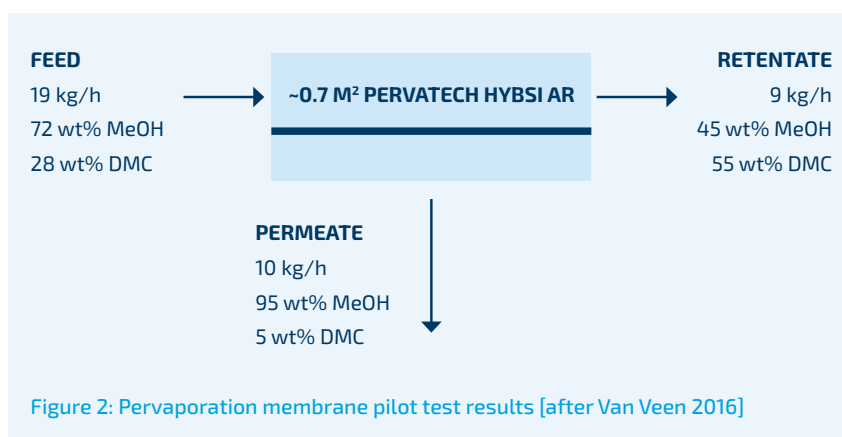 FEED
19 kg/h
72 wt% MeOH
28 wt% DMC
~0.7 M² PERVATECH HYBSI AR
RETENTATE
9 kg/h
45 wt% MeOH
55 wt% DMC
PERMEATE
10 kg/h
95 wt% MeOH
5 wt% DMC
Figure 2: Pervaporation membrane pilot test results [after Van Veen 2016]